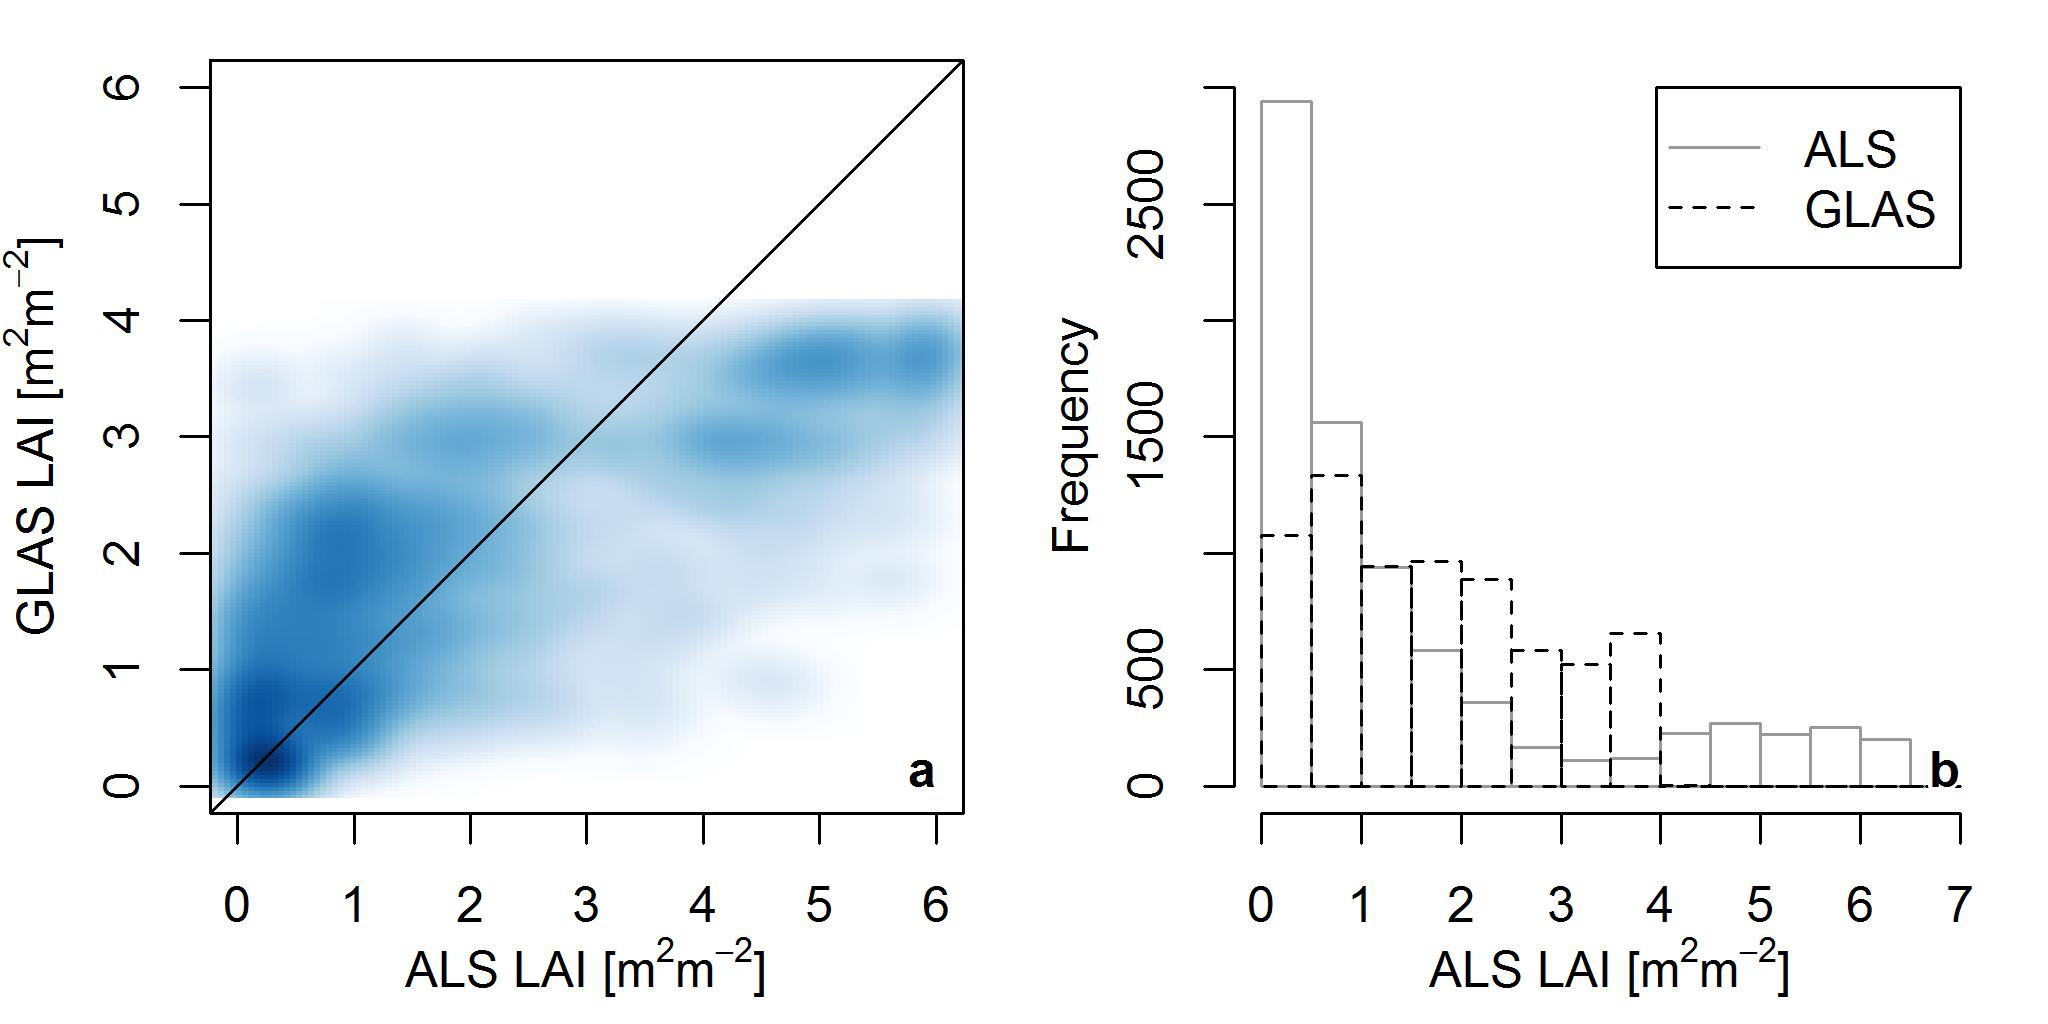 GLAS LAI [m²m⁻²]
6
5
4
3
2
1
0
a
0 1 2 3 4 5 6
ALS LAI [m²m⁻²]
Frequency
2500
1500
500
0
ALS
GLAS
b
0 1 2 3 4 5 6 7
ALS LAI [m²m⁻²]